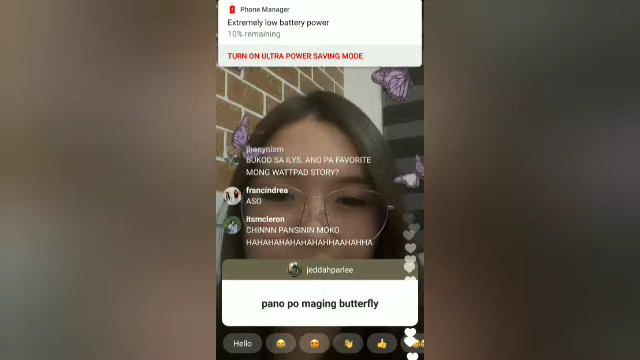 Phone Manager
Extremely low battery power
10% remaining
TURN ON ULTRA POWER SAVING MODE
jhanynism
BUKOD SA ILYS. ANO PA FAVORITE
MONG WATTPAD STORY?
francindrea
ASO
itsmcleron
CHINNN PANSININ MOKO
HAHAHAHAHAHAHAHHAAHAHHA
jeddahparlee
pano po maging butterfly
Hello